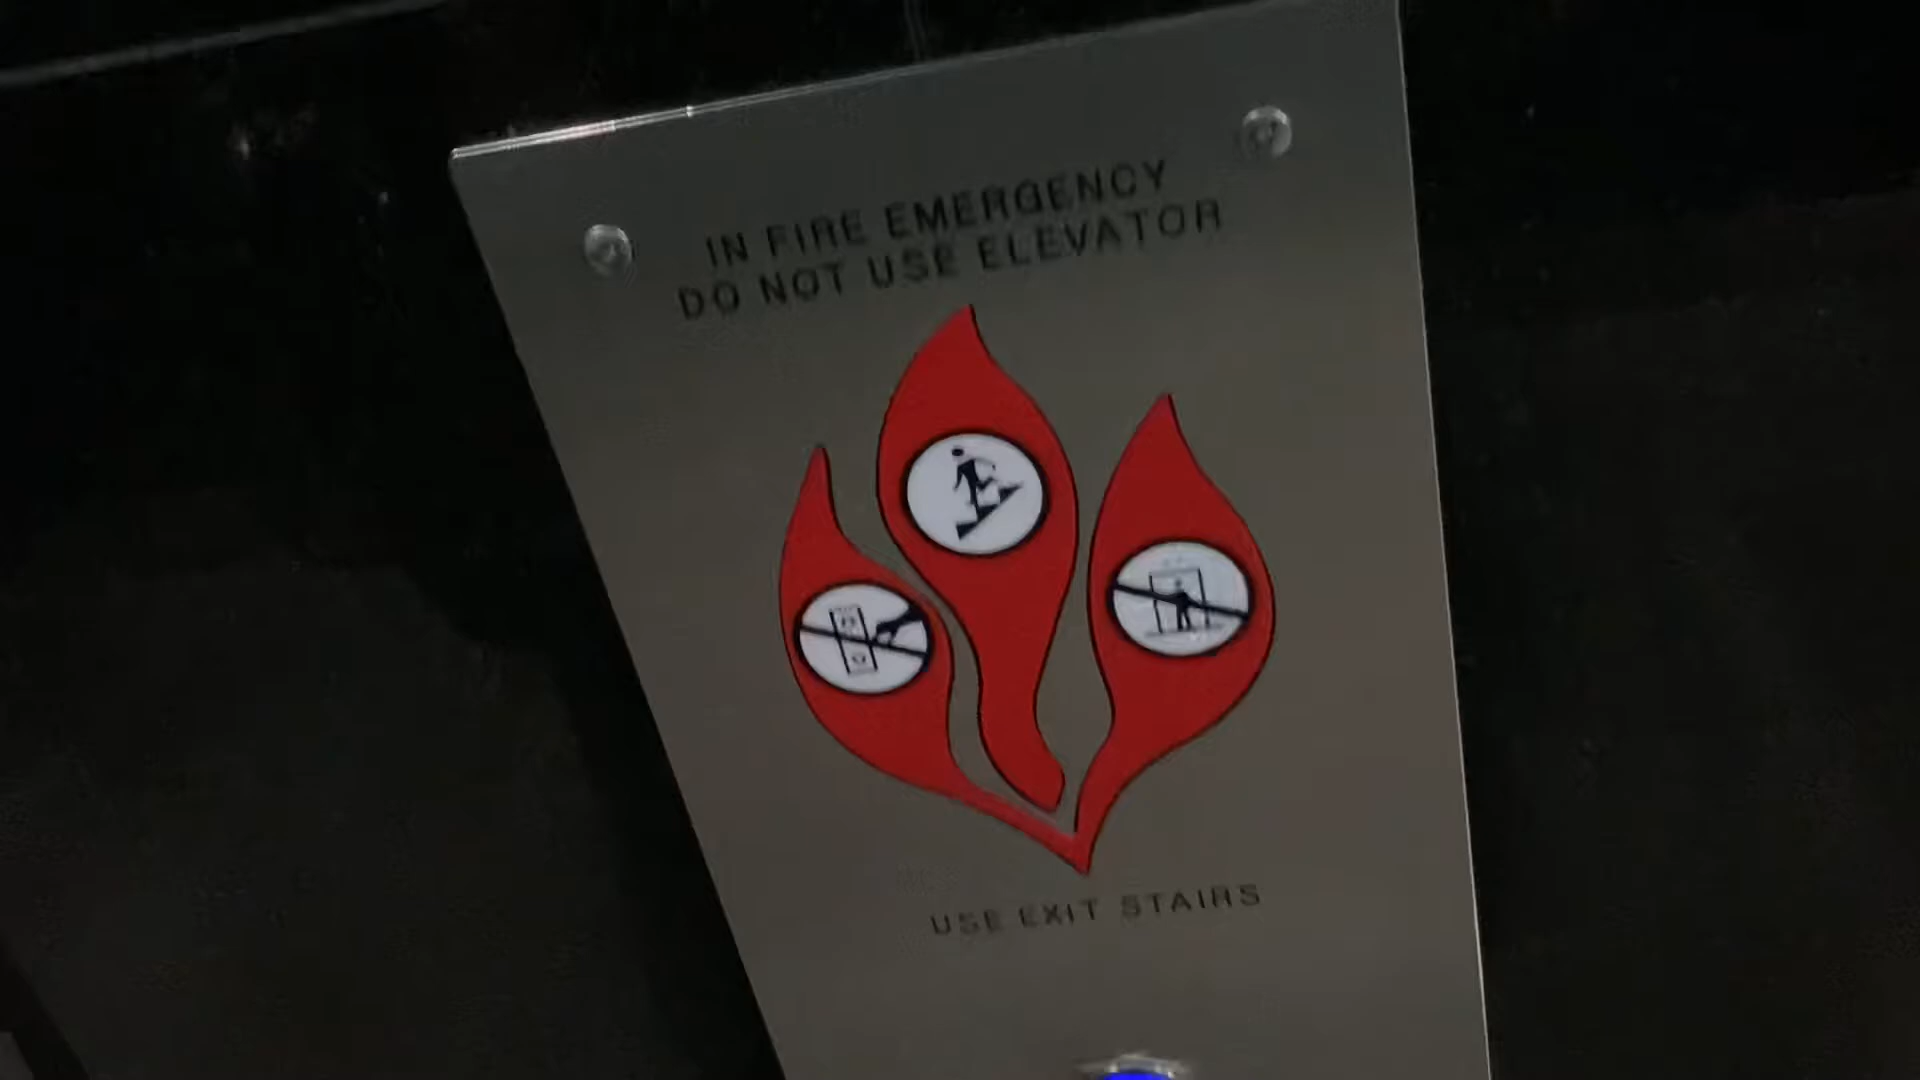 IN FIRE EMERGENCY
DO NOT USE ELEVATOR
USE EXIT STAIRS